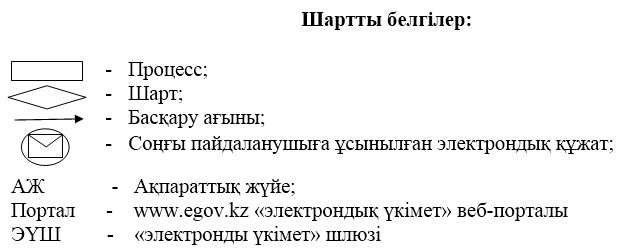 Шартты белгілер:
- Процесс;
- Шарт;
- Басқару ағыны;
- Соңғы пайдаланушыға ұсынылған электрондық құжат;
АЖ - Ақпараттық жүйе;
Портал - www.egov.kz «электрондық үкімет» веб-порталы
ЭҮШ - «электронды үкімет» шлюзі